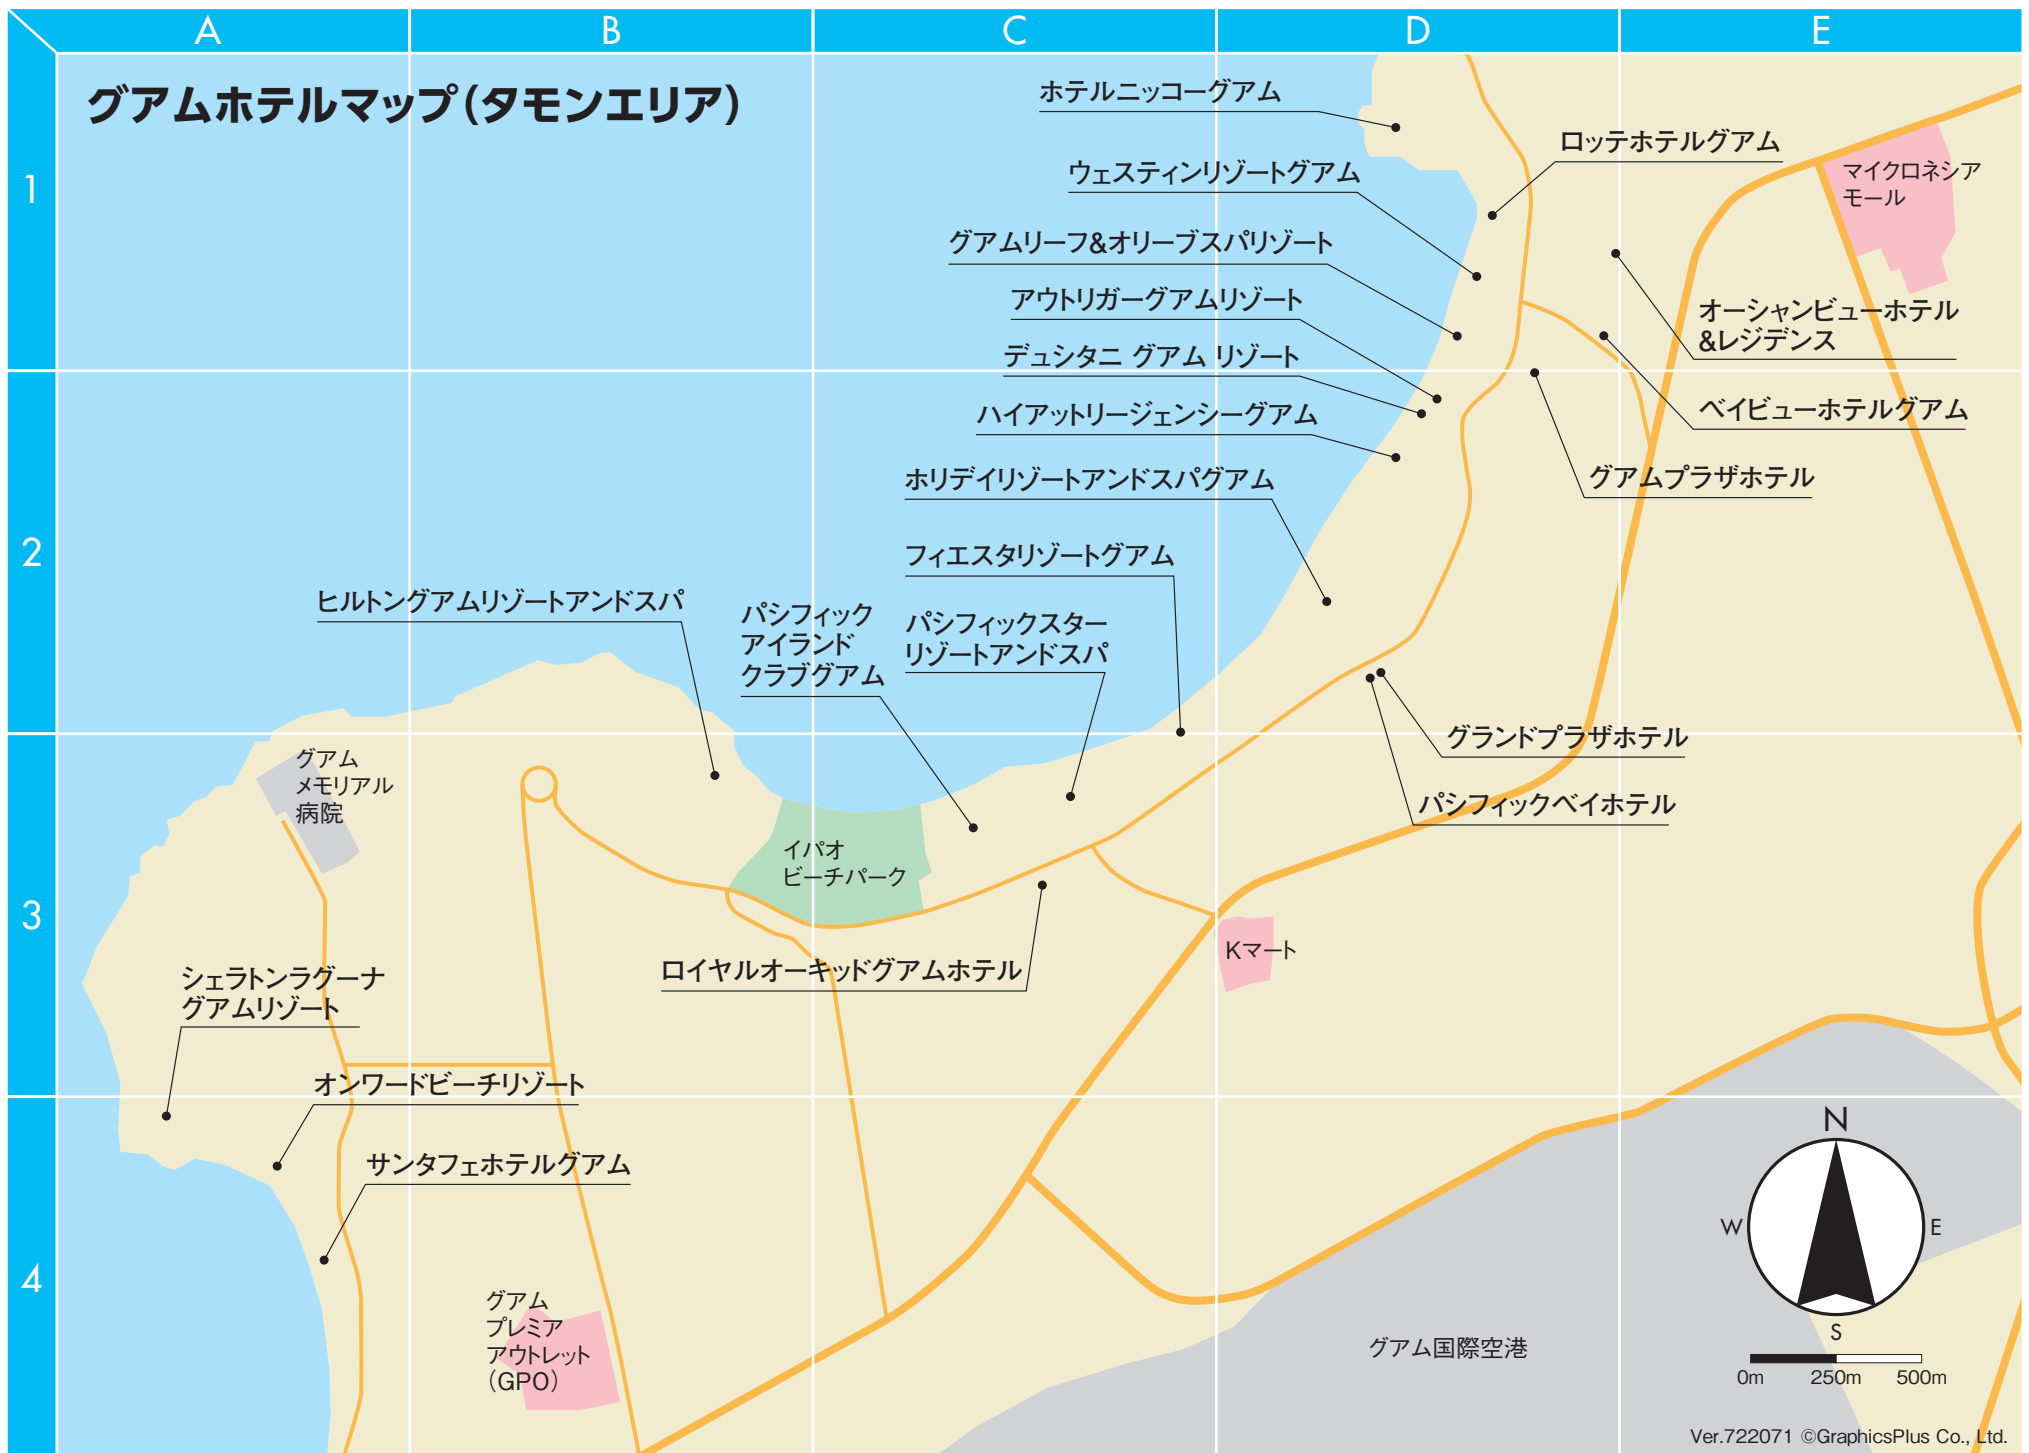 A
B
C
D
E
1
2
3
4
グアムホテルマップ(タモンエリア)
ホテルニッコーグアム
ロッテホテルグアム
マイクロネシア
モール
ウェスティンリゾートグアム
グアムリーフ&オリーブスパリゾート
アウトリガーグアムリゾート
オーシャンビューホテル
&レジデンス
デュシタニ グアム リゾート
ハイアットリージェンシーグアム
ベイビューホテルグアム
ホリデイリゾートアンドスパグアム
グアムプラザホテル
フィエスタリゾートグアム
ヒルトングアムリゾートアンドスパ
パシフィック
アイランド
クラブグアム
パシフィックスター
リゾートアンドスパ
グランドプラザホテル
パシフィックベイホテル
グアム
メモリアル
病院
イパオ
ビーチパーク
Kマート
ロイヤルオーキッドグアムホテル
シェラトンラグーナ
グアムリゾート
オンワードビーチリゾート
サンタフェホテルグアム
グアム
プレミア
アウトレット
(GPO)
グアム国際空港
N
W
E
S
0m
250m
500m
Ver.722071 ©GraphicsPlus Co., Ltd.